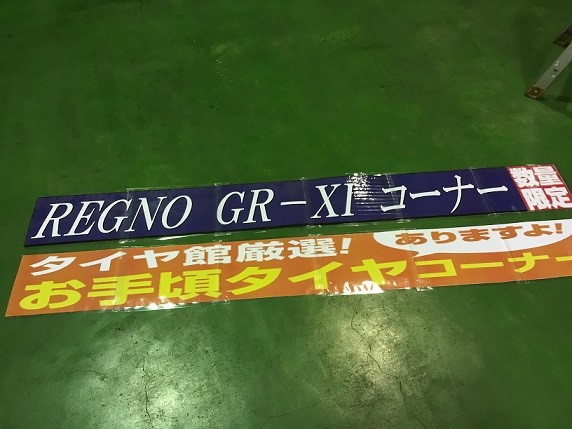 REGNO GR-XI コーナー
数量
限定
タイヤ館厳選!
ありますよ!
お手頃タイヤコーナー